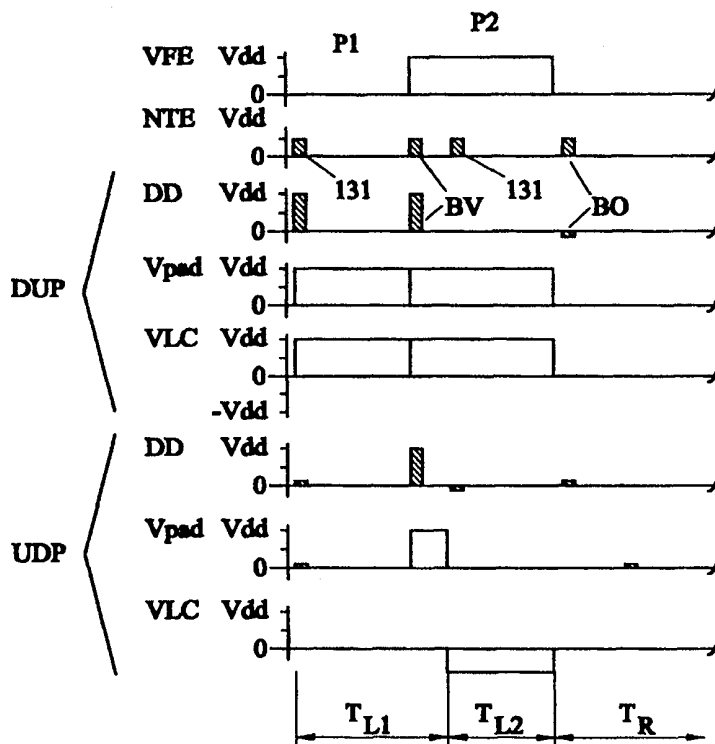 P1 P2
VFE Vdd
0
NTE Vdd
0
131 BV 131 BO
DD Vdd
0
DUP
Vpad Vdd
0
VLC Vdd
0
-Vdd
DD Vdd
0
UDP
Vpad Vdd
0
VLC Vdd
0
TL1 TL2 TR